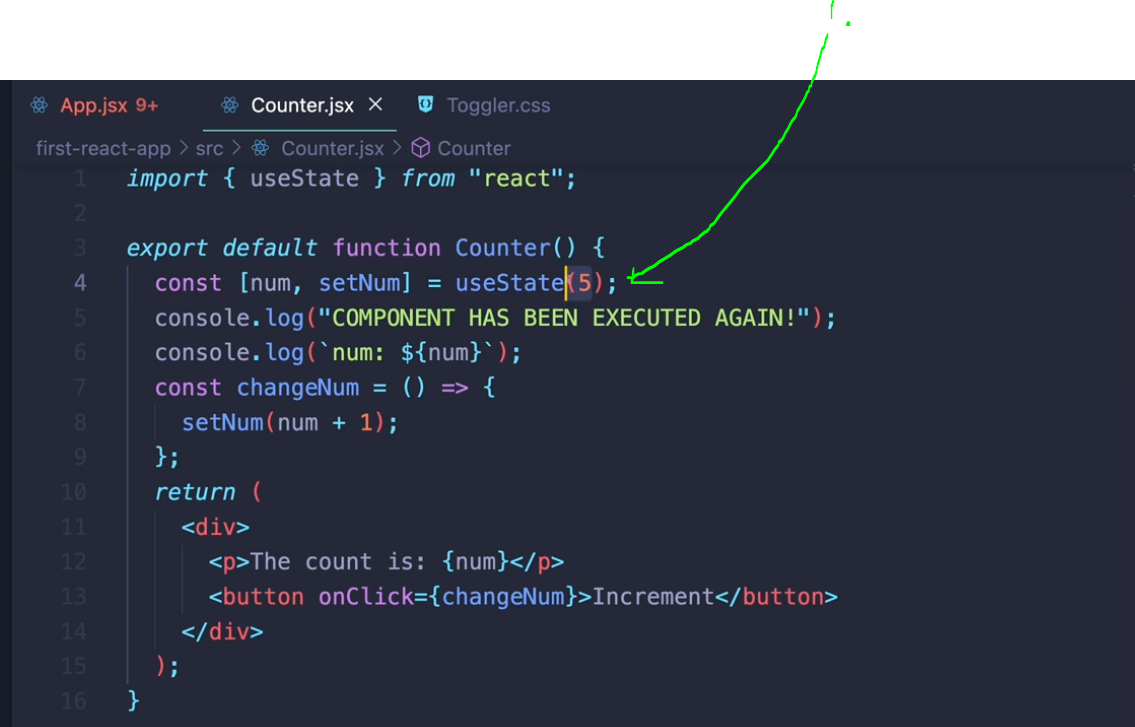 App.jsx 9+ Counter.jsx Toggler.css
first-react-app > src > Counter.jsx > Counter
1 import { useState } from "react";
2
3 export default function Counter() {
4 const [num, setNum] = useState(5);
5 console.log("COMPONENT HAS BEEN EXECUTED AGAIN!");
6 console.log(`num: ${num}`);
7 const changeNum = () => {
8 setNum(num + 1);
9 };
10 return (
11 <div>
12 <p>The count is: {num}</p>
13 <button onClick={changeNum}>Increment</button>
14 </div>
15 );
16 }